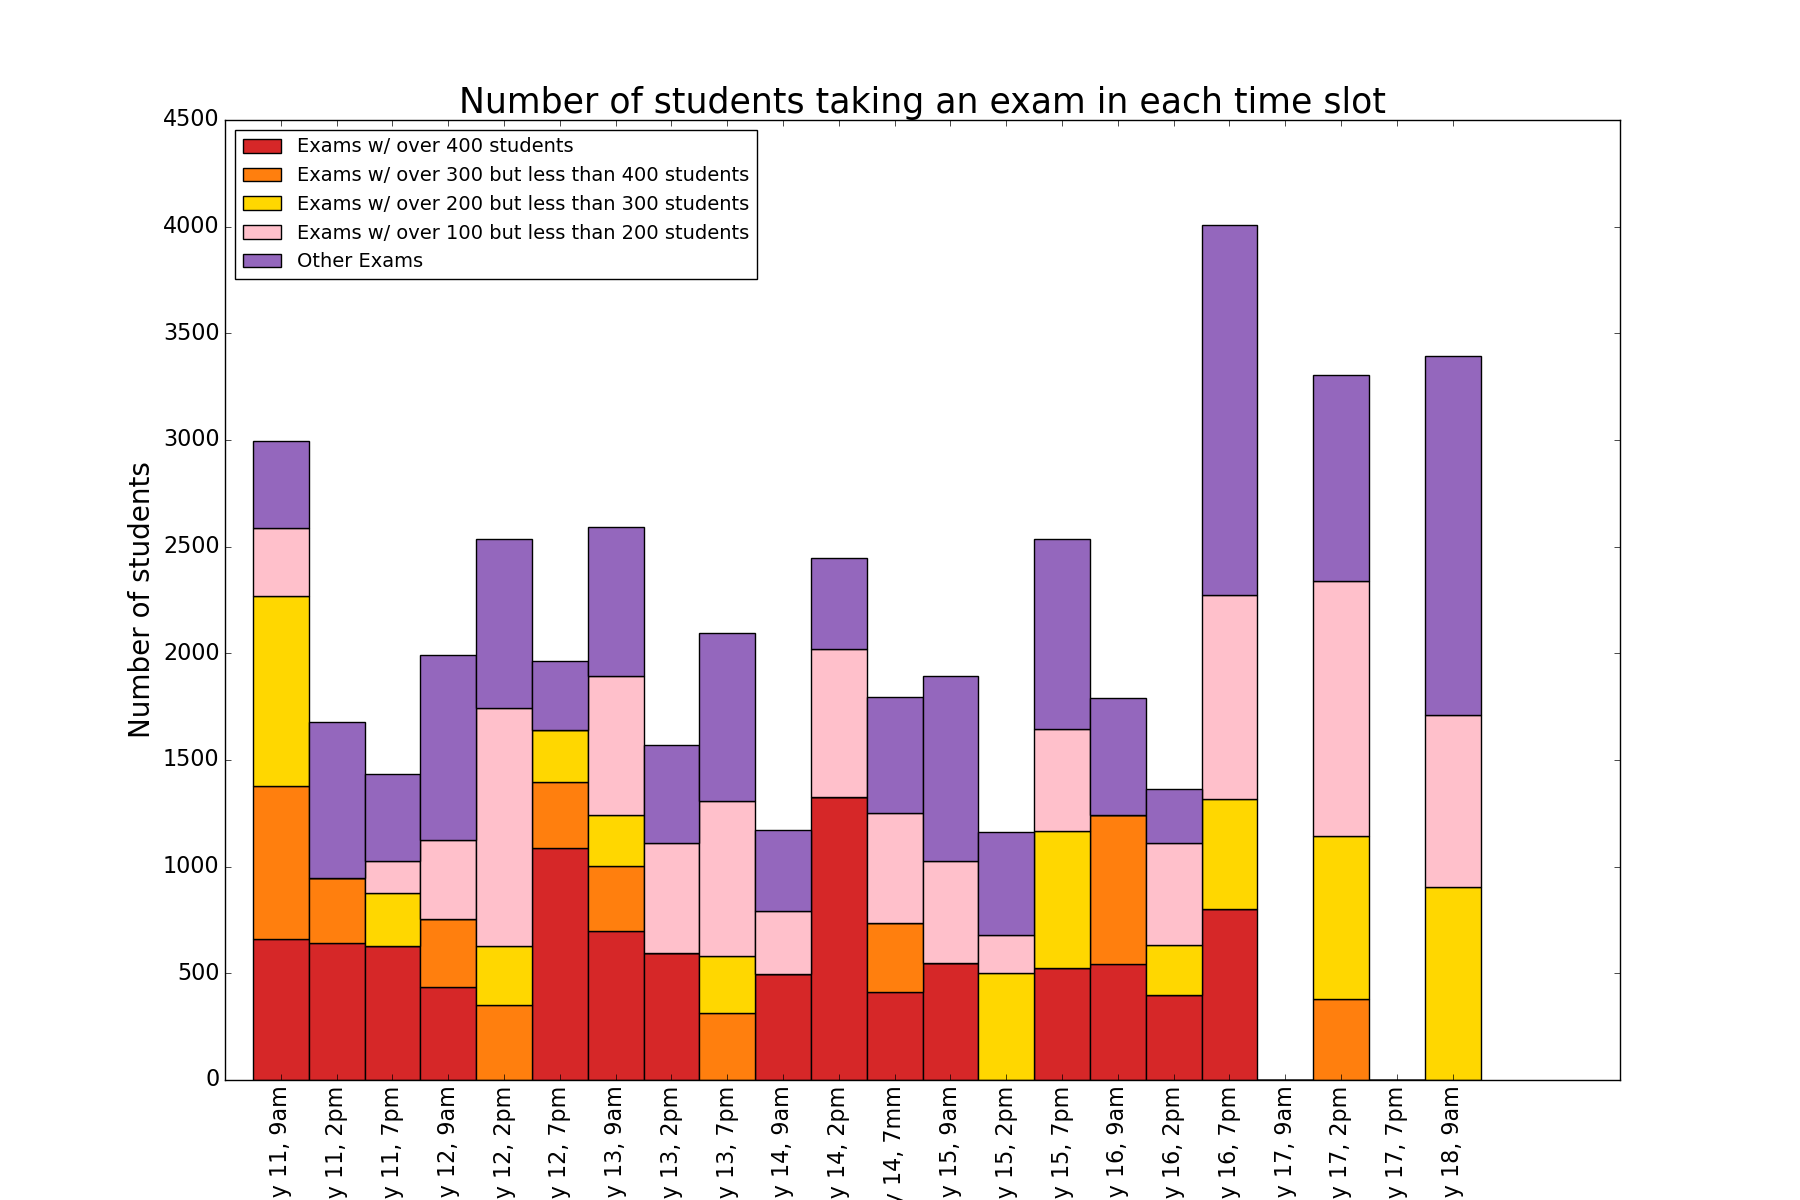 Number of students taking an exam in each time slot
Exams w/ over 400 students
Exams w/ over 300 but less than 400 students
Exams w/ over 200 but less than 300 students
Exams w/ over 100 but less than 200 students
Other Exams
Number of students
4500
4000
3500
3000
2500
2000
1500
1000
500
0
y 11, 9am
y 11, 2pm
y 11, 7pm
y 12, 9am
y 12, 2pm
y 12, 7pm
y 13, 9am
y 13, 2pm
y 13, 7pm
y 14, 9am
y 14, 2pm
y 14, 7mm
y 15, 9am
y 15, 2pm
y 15, 7pm
y 16, 9am
y 16, 2pm
y 16, 7pm
y 17, 9am
y 17, 2pm
y 17, 7pm
y 18, 9am